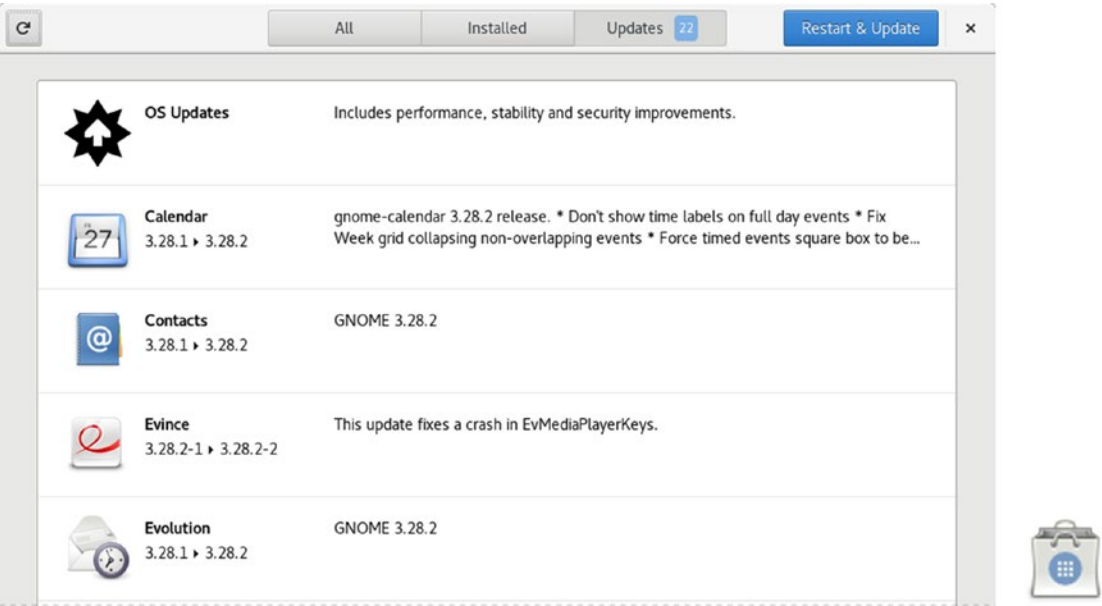 All
Installed
Updates 22
Restart & Update
OS Updates
Includes performance, stability and security improvements.
Calendar
3.28.1 ▸ 3.28.2
gnome-calendar 3.28.2 release. * Don't show time labels on full day events * Fix
Week grid collapsing non-overlapping events * Force timed events square box to be...
27
Contacts
3.28.1 ▸ 3.28.2
GNOME 3.28.2
@
Evince
3.28.2-1 ▸ 3.28.2-2
This update fixes a crash in EvMediaPlayerKeys.
Evolution
3.28.1 ▸ 3.28.2
GNOME 3.28.2